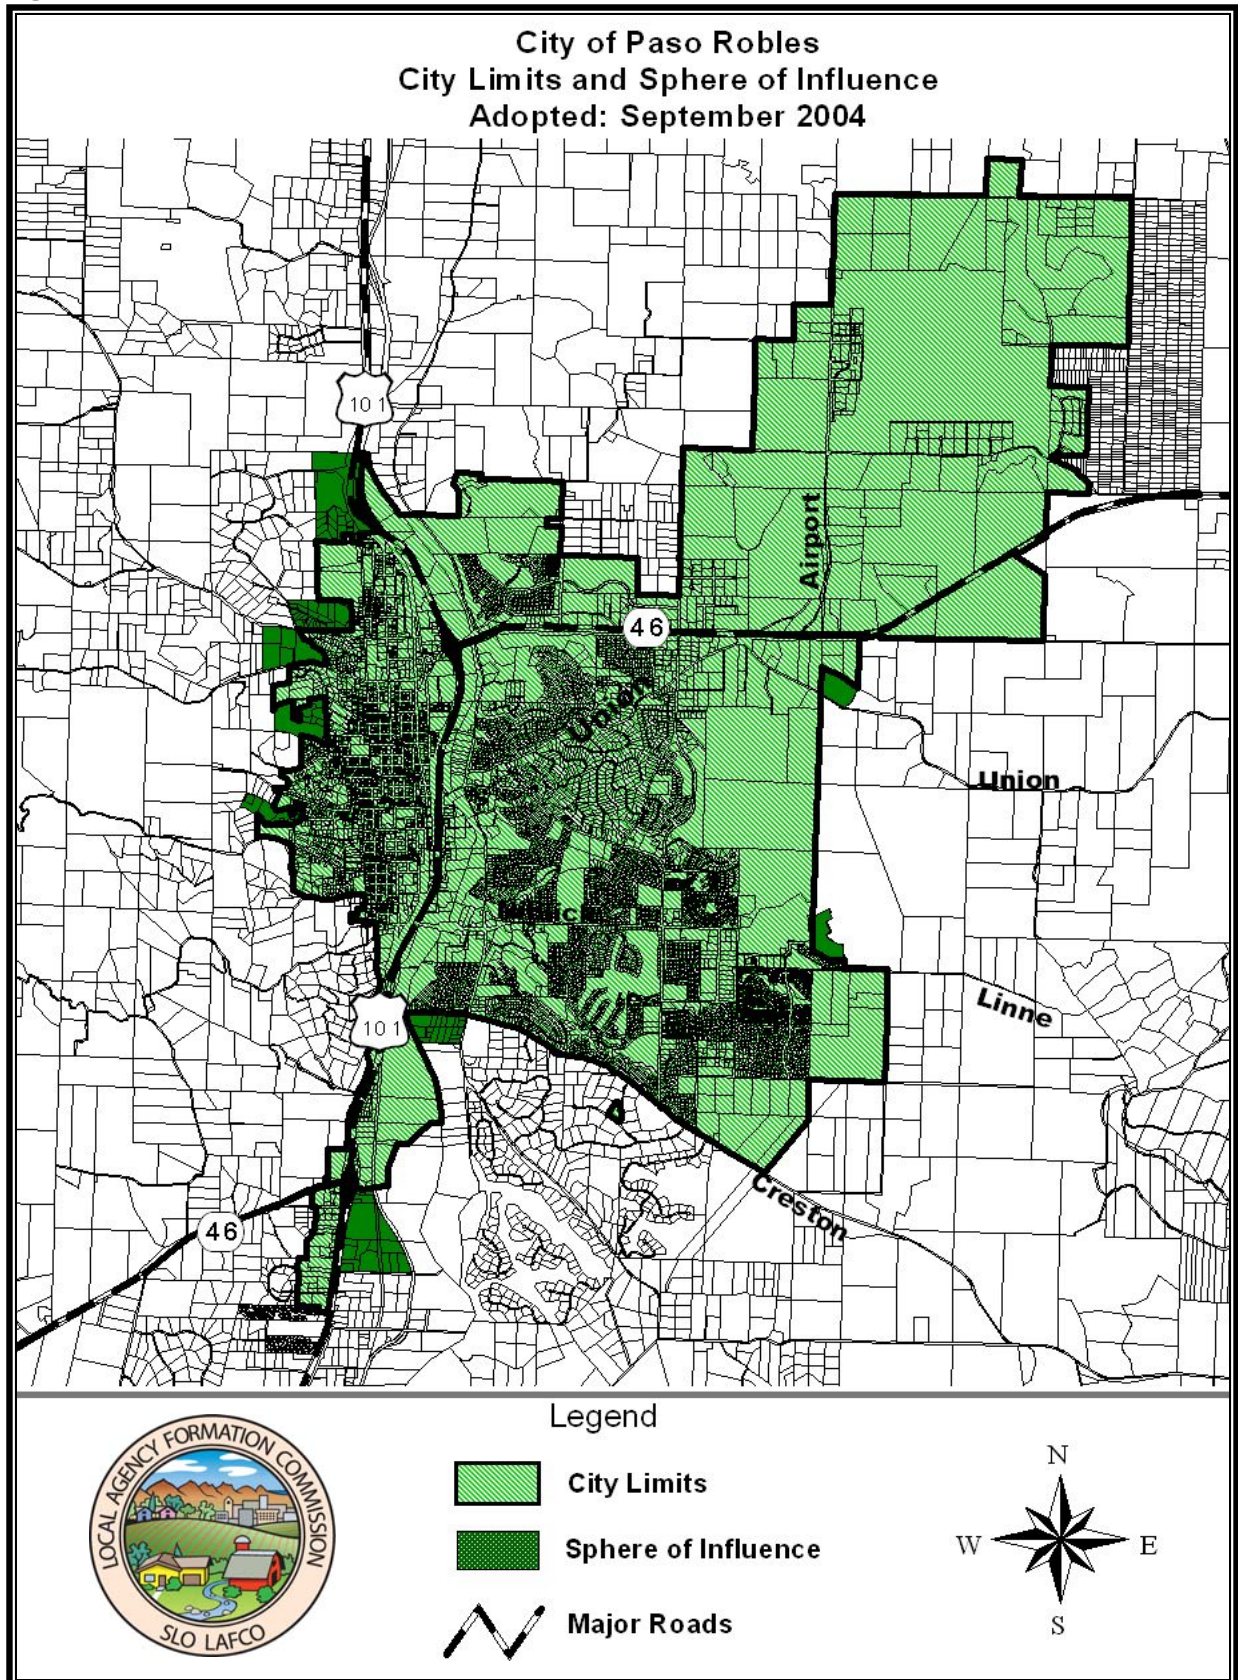 City of Paso Robles
City Limits and Sphere of Influence
Adopted: September 2004
101
Airport
46
Union
Union
Linne
101
Creston
46
Legend
City Limits
Sphere of Influence
Major Roads
LOCAL AGENCY FORMATION COMMISSION
SLO LAFCO
N
W
E
S